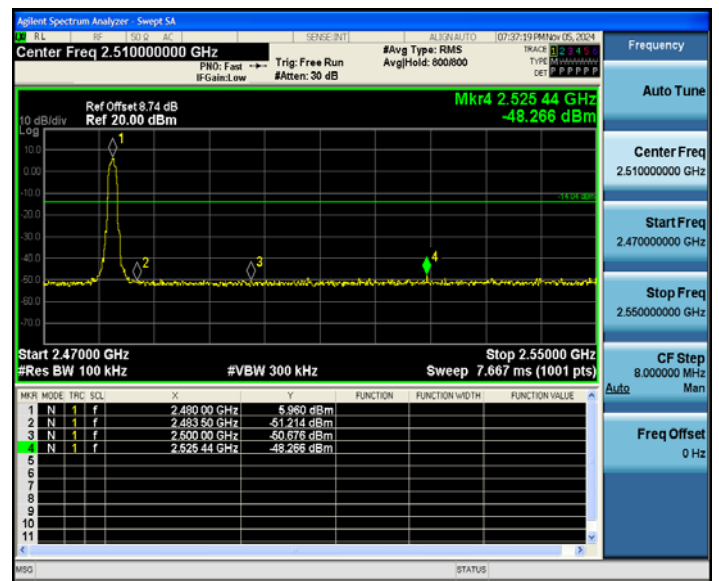 Agilent Spectrum Analyzer - Swept SA
RL RF 50 Ω AC SENSE:INT ALIGN AUTO 07:37:19 PM Nov 05, 2024
Center Freq 2.510000000 GHz
PNO: Fast
IFGain:Low
Trig: Free Run
#Atten: 30 dB
#Avg Type: RMS
Avg|Hold: 800/800
TRACE 1 2 3 4 5 6
TYPE M
DET P P P P P P
Ref Offset 8.74 dB
10 dB/div Ref 20.00 dBm
Log
Mkr4 2.525 44 GHz
-48.266 dBm
10.0
0.00
-10.0
-20.0
-30.0
-40.0
-50.0
-60.0
-70.0
1
2
3
4
-14.04 dBm
Start 2.47000 GHz Stop 2.55000 GHz
#Res BW 100 kHz #VBW 300 kHz Sweep 7.667 ms (1001 pts)
MKR MODE TRC SCL X Y FUNCTION FUNCTION WIDTH FUNCTION VALUE
1 N 1 f 2.480 00 GHz 5.960 dBm
2 N 1 f 2.483 50 GHz -51.214 dBm
3 N 1 f 2.500 00 GHz -50.676 dBm
4 N 1 f 2.525 44 GHz -48.266 dBm
5
6
7
8
9
10
11
MSG STATUS
Frequency
Auto Tune
Center Freq
2.510000000 GHz
Start Freq
2.470000000 GHz
Stop Freq
2.550000000 GHz
CF Step
8.000000 MHz
Auto Man
Freq Offset
0 Hz